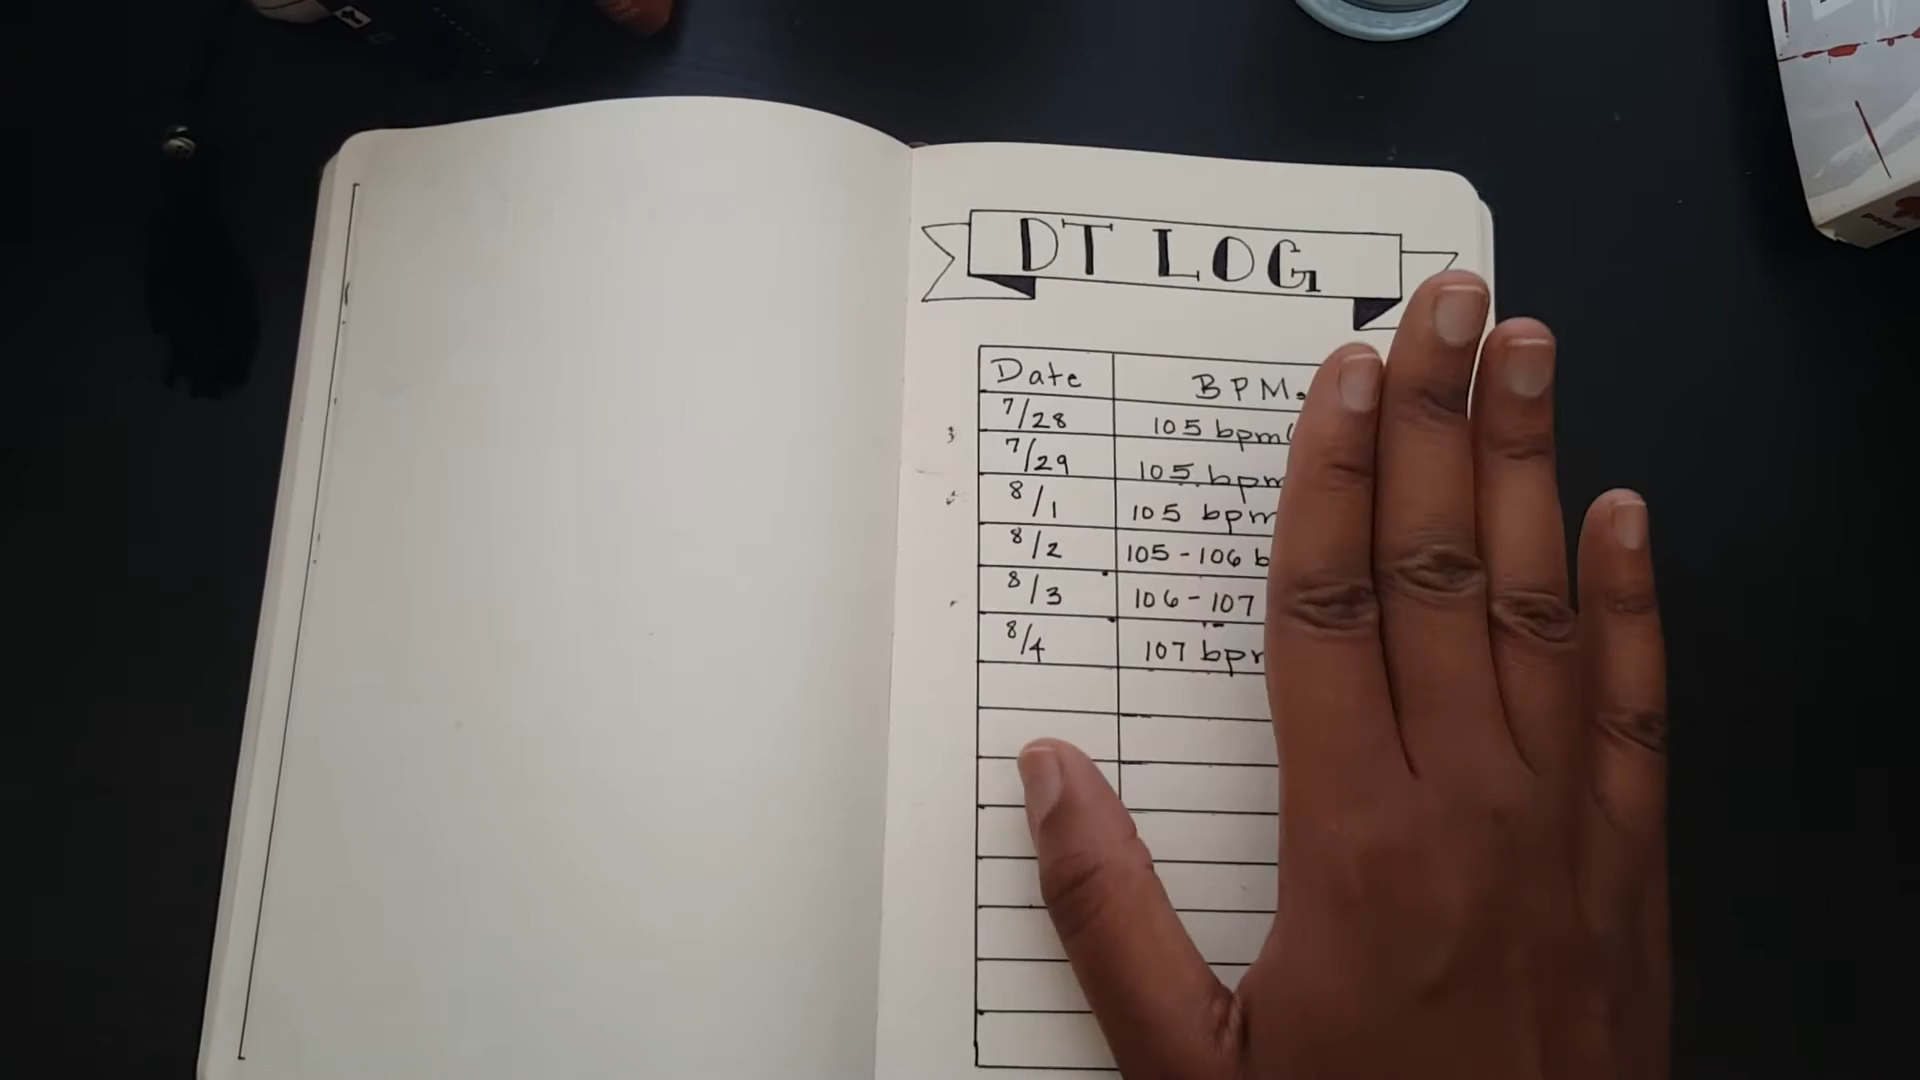 DT LOG
Date BPM.
7/28 105 bpm(
7/29 105 bpm
8/1 105 bpm
8/2 105-106 b
8/3 106-107
8/4 107 bpm